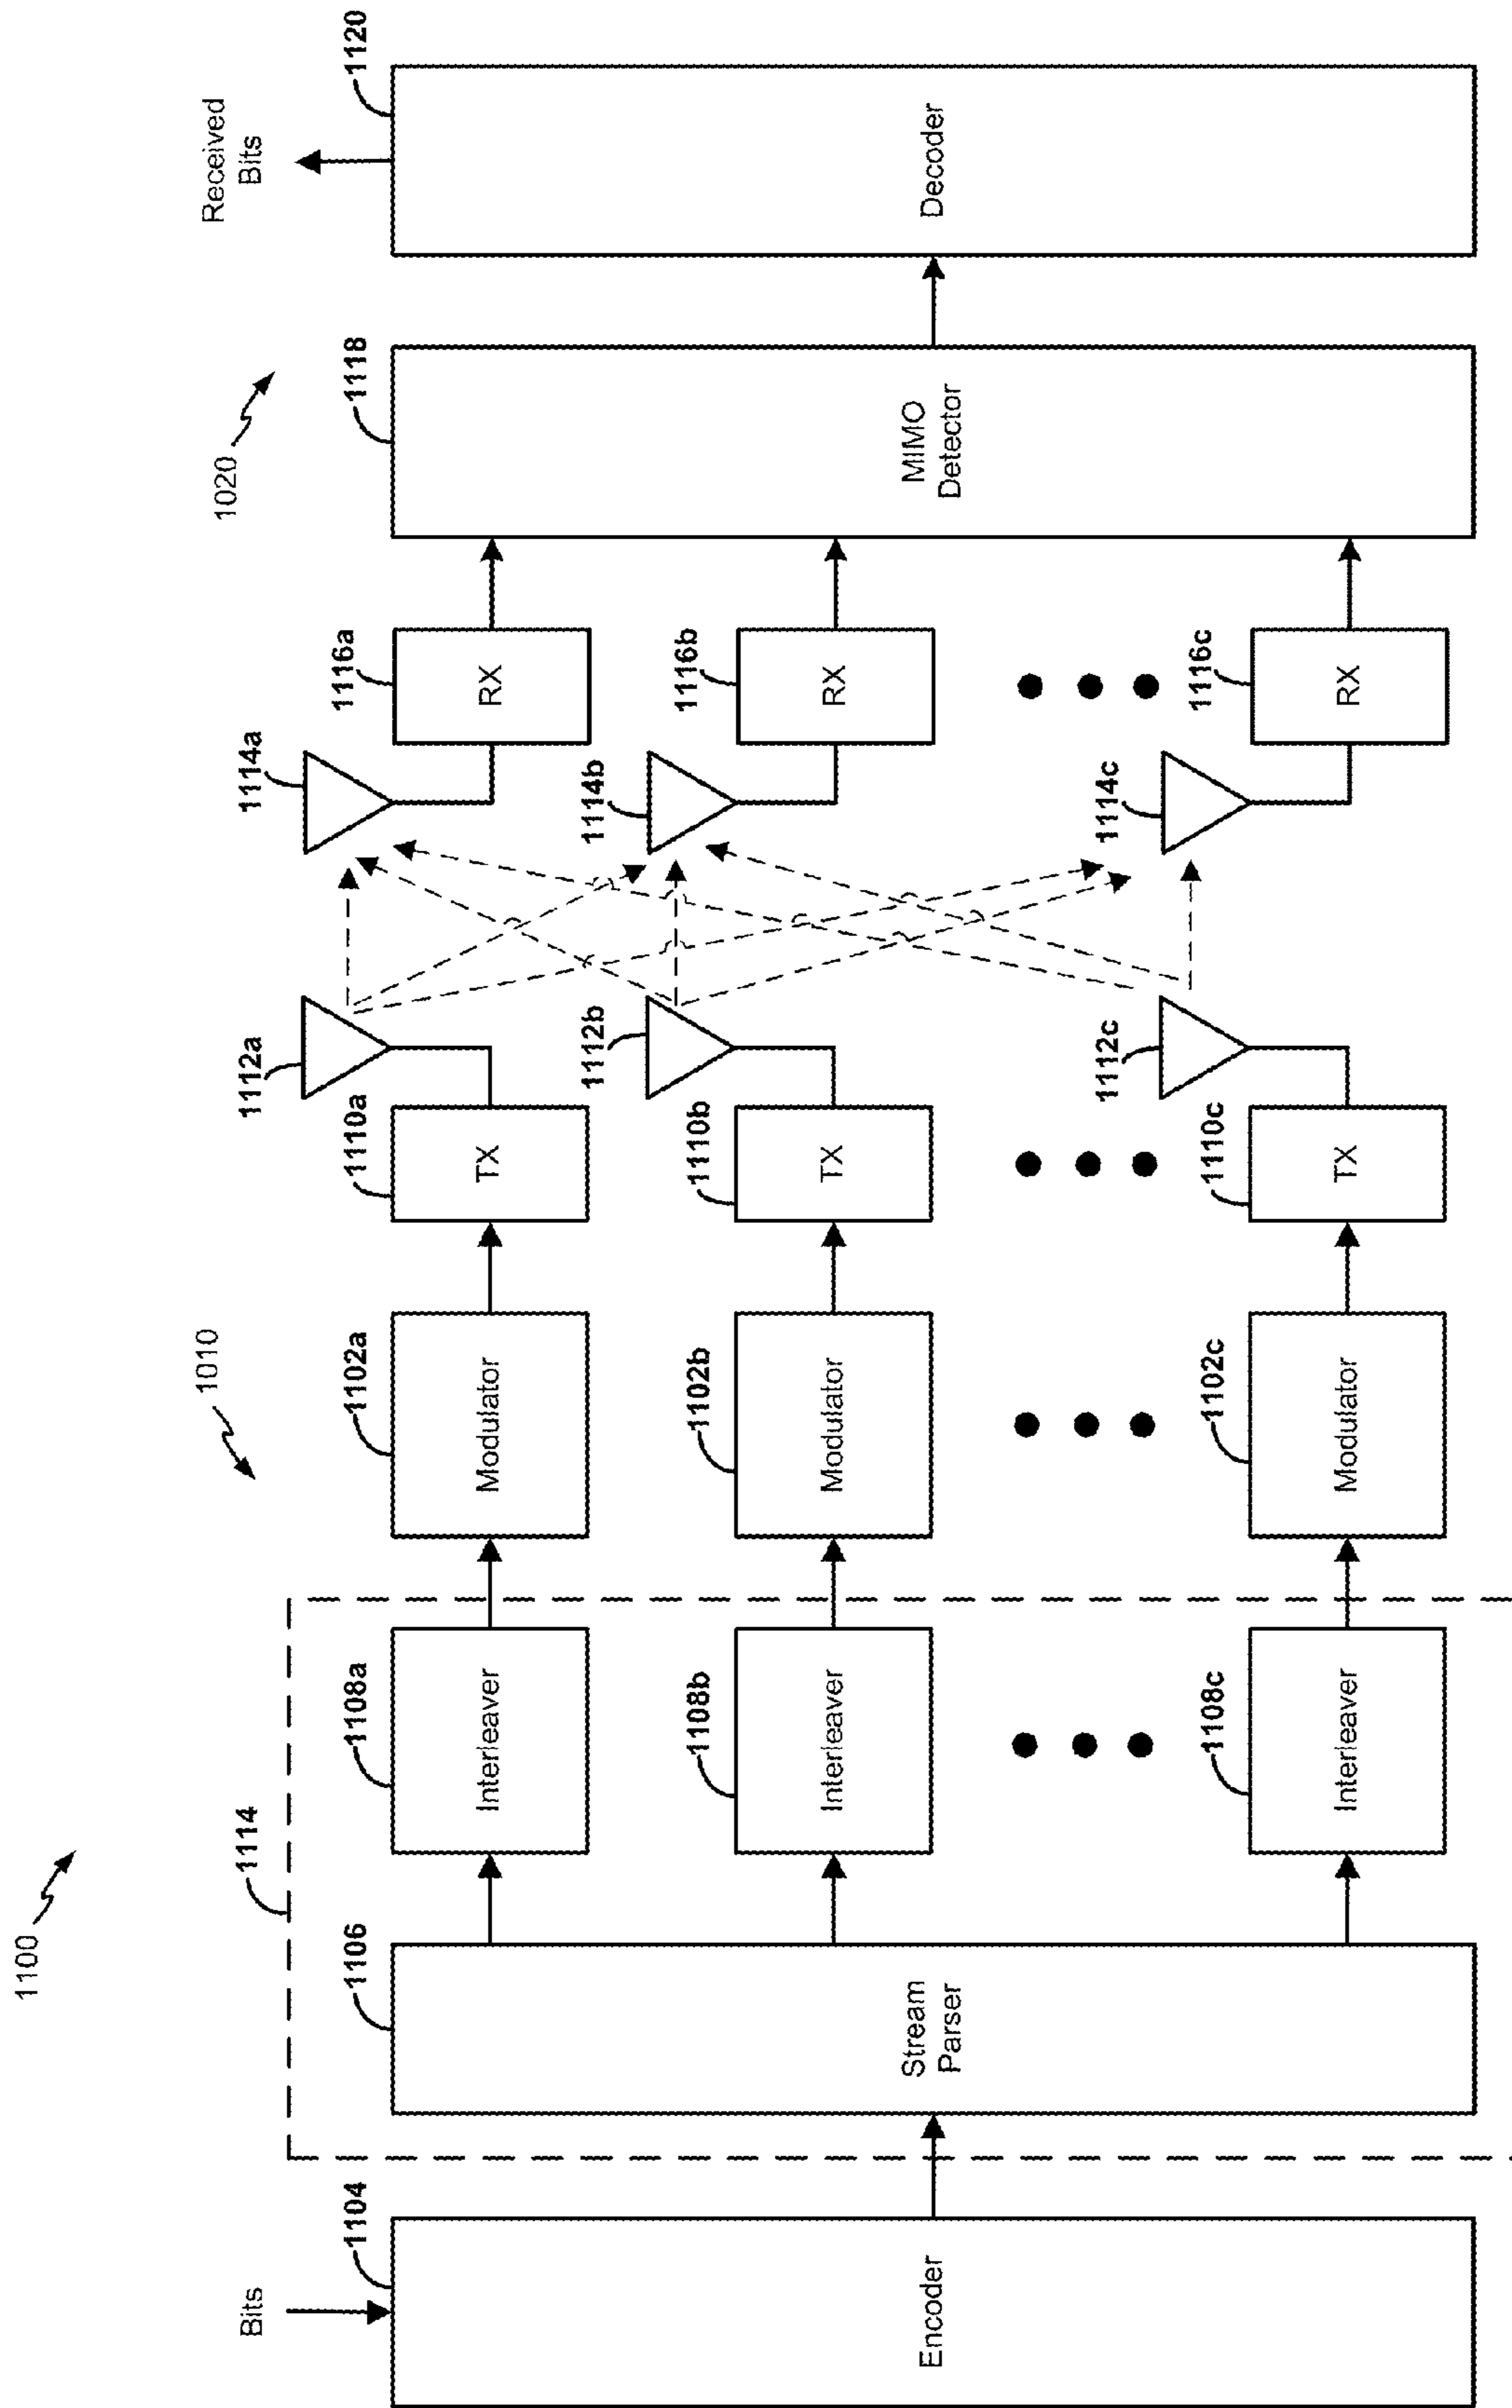 1100
1010
1020
Bits
1104
Encoder
1114
1106
Stream
Parser
1108a
Interleaver
1108b
Interleaver
1108c
Interleaver
1102a
Modulator
1102b
Modulator
1102c
Modulator
1110a
TX
1110b
TX
1110c
TX
1112a
1112b
1112c
1114a
1114b
1114c
1116a
RX
1116b
RX
1116c
RX
1118
MIMO
Detector
1120
Decoder
Received
Bits